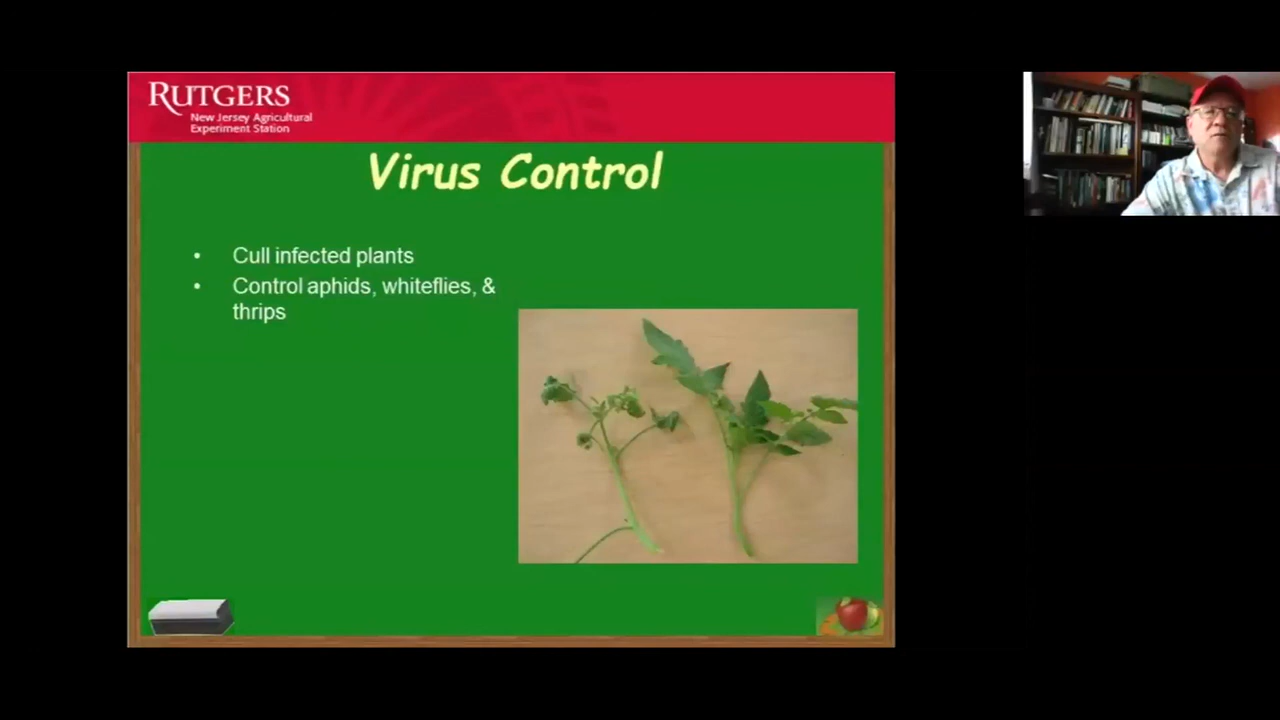 RUTGERS
New Jersey Agricultural
Experiment Station
Virus Control
• Cull infected plants
• Control aphids, whiteflies, &
thrips